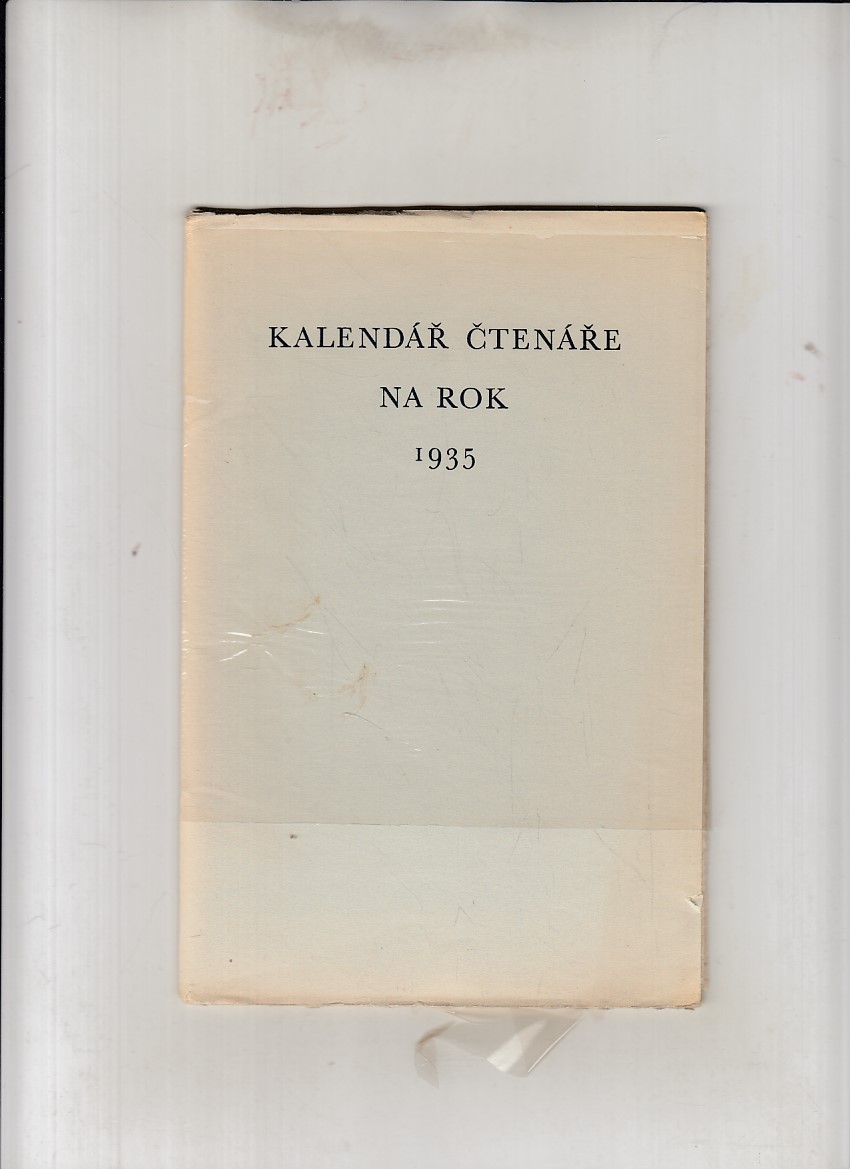 KALENDÁŘ ČTENÁŘE
NA ROK
1935